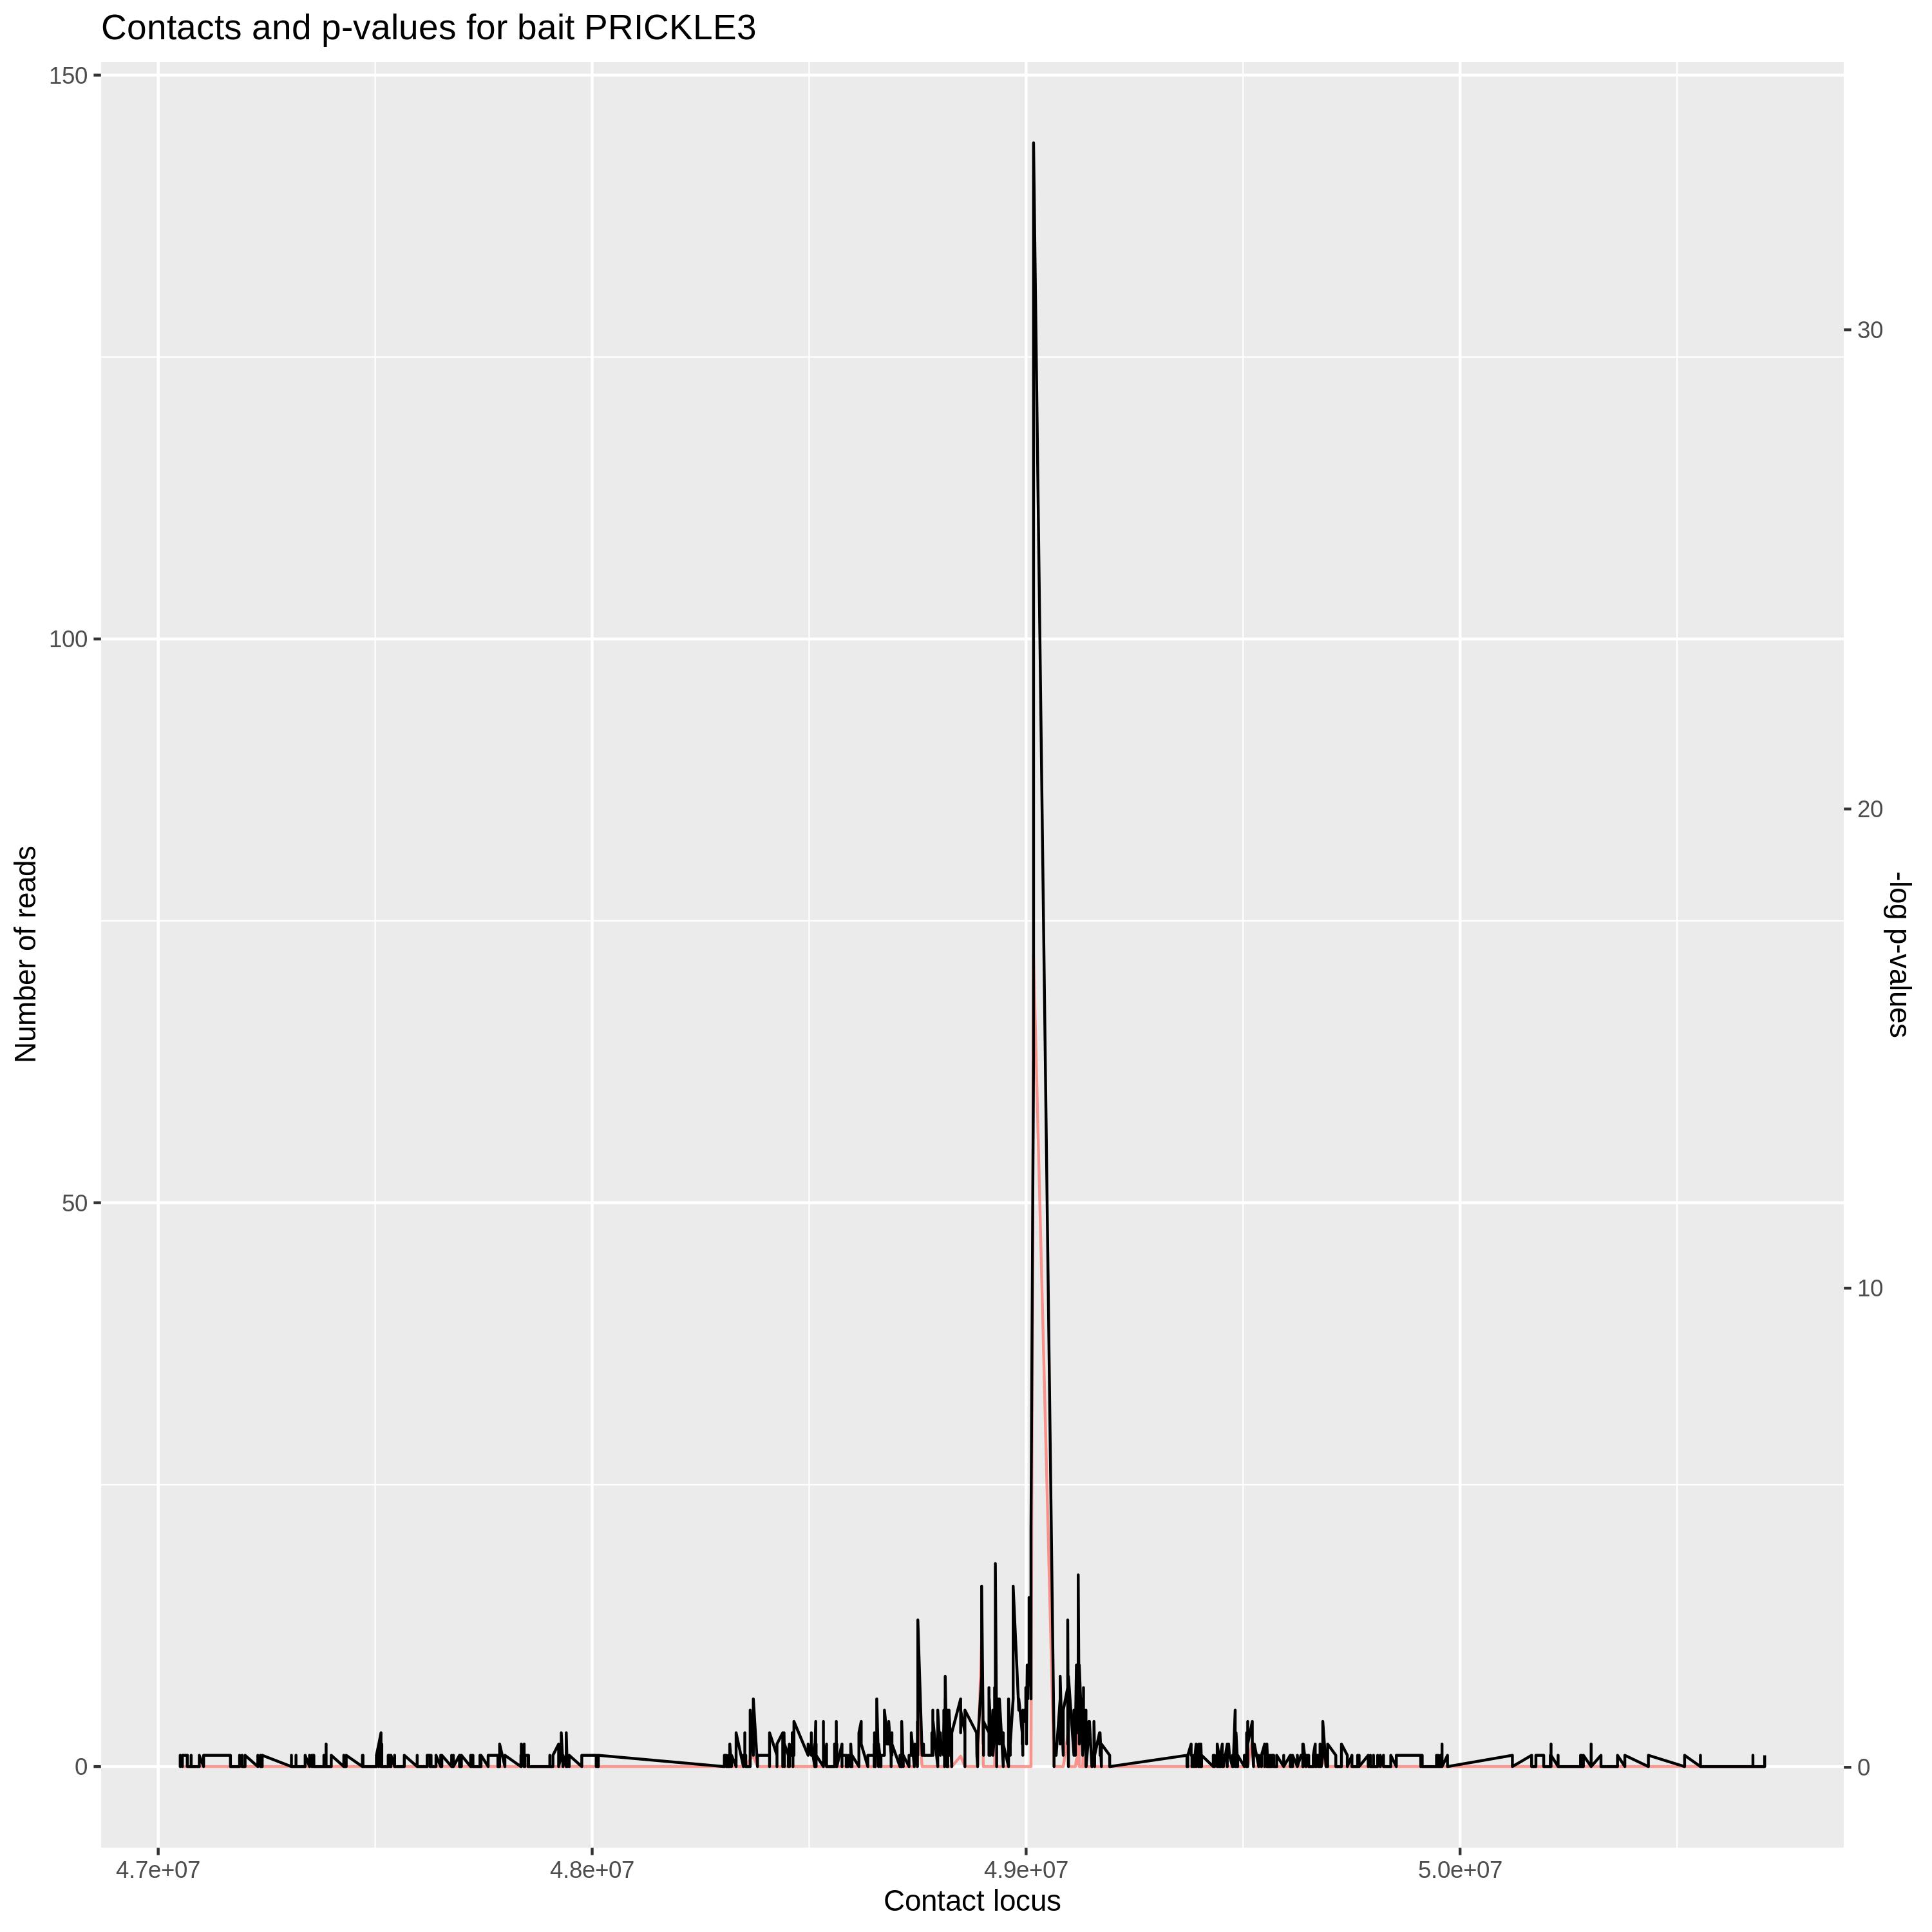 Contacts and p-values for bait PRICKLE3
150
100
50
0
Number of reads
30
20
10
0
-log p-values
4.7e+07 4.8e+07 4.9e+07 5.0e+07
Contact locus